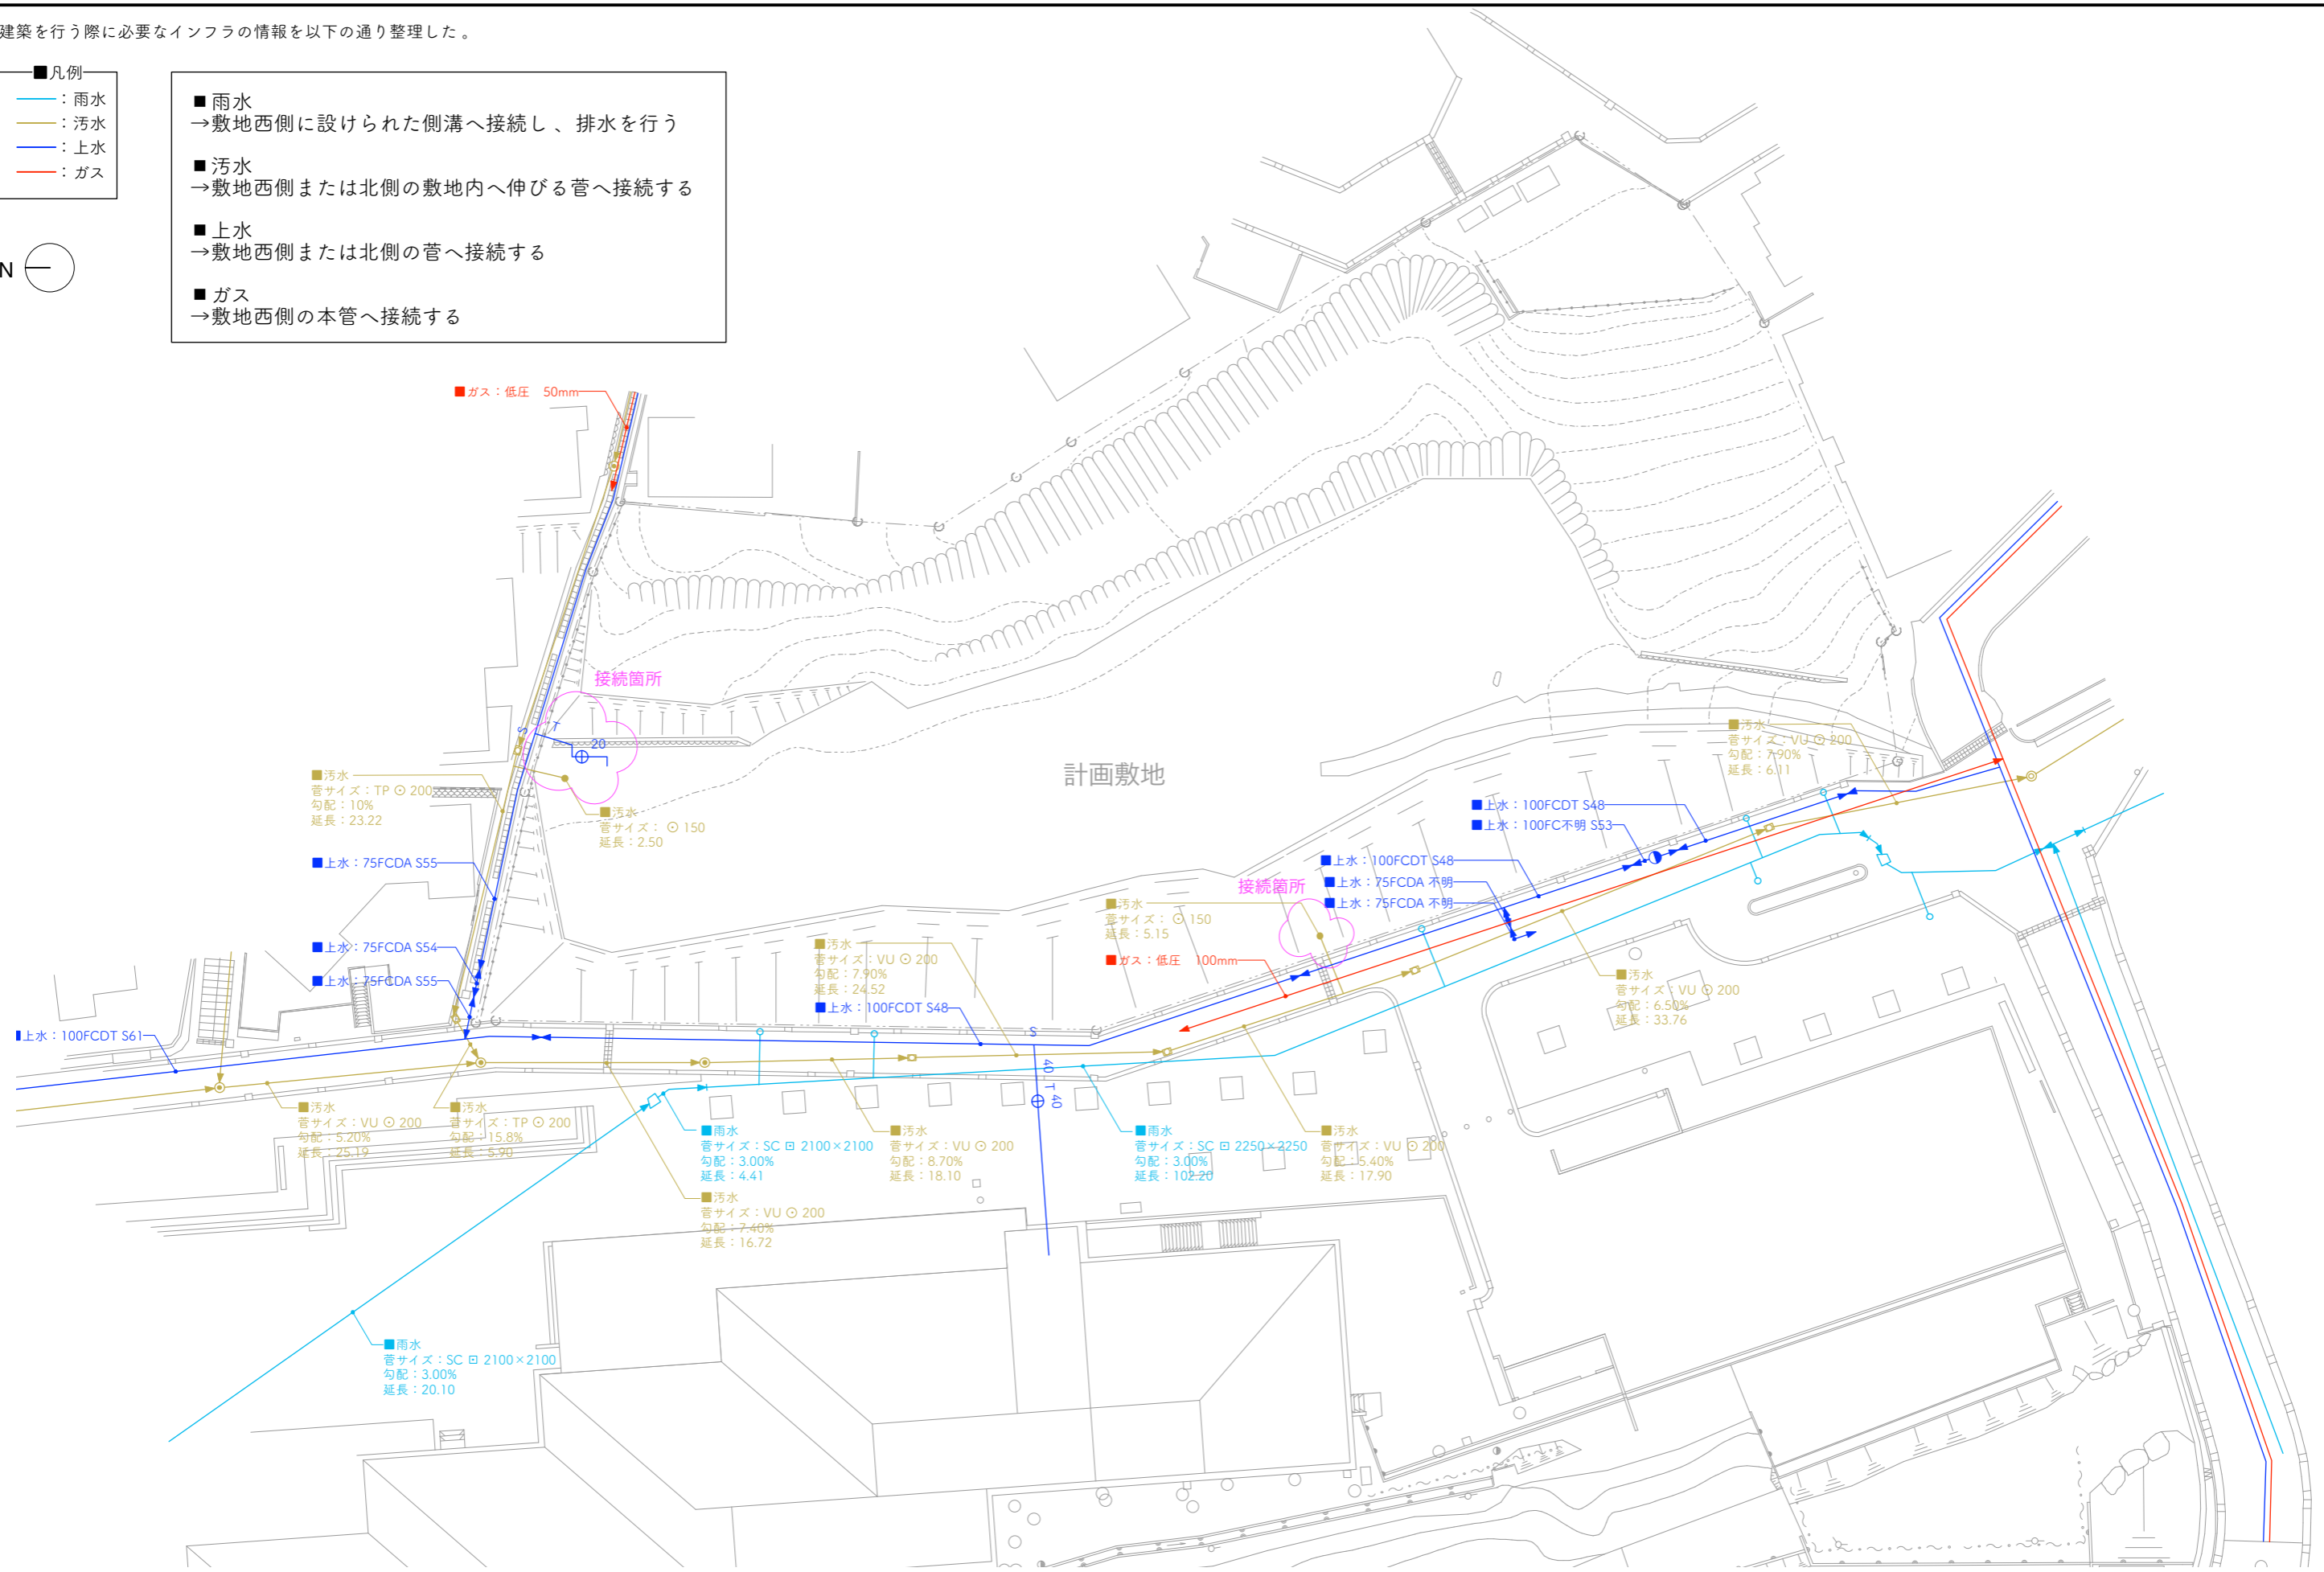 建築を行う際に必要なインフラの情報を以下の通り整理した。
■凡例
：雨水
：汚水
：上水
：ガス
N
■ 雨水
→敷地西側に設けられた側溝へ接続し、排水を行う
■ 汚水
→敷地西側または北側の敷地内へ伸びる菅へ接続する
■ 上水
→敷地西側または北側の菅へ接続する
■ ガス
→敷地西側の本管へ接続する
■ガス：低圧　50mm
接続箇所
S
T
20
計画敷地
■汚水
菅サイズ：VU ⊙ 200
勾配：7.90%
延長：6.11
■汚水
菅サイズ：TP ⊙ 200
勾配：10%
延長：23.22
■汚水
菅サイズ： ⊙ 150
延長：2.50
■上水：100FCDT S48
■上水：100FC不明 S53
■上水：75FCDA S55
■上水：100FCDT S48
■上水：75FCDA 不明
■上水：75FCDA 不明
接続箇所
■汚水
菅サイズ： ⊙ 150
延長：5.15
■上水：75FCDA S54
■汚水
菅サイズ：VU ⊙ 200
勾配：7.90%
延長：24.52
■ガス：低圧　100mm
■上水：75FCDA S55
■汚水
菅サイズ：VU ⊙ 200
勾配：6.50%
延長：33.76
■上水：100FCDT S48
■上水：100FCDT S61
S
40
T
40
■汚水
菅サイズ：VU ⊙ 200
勾配：5.20%
延長：25.19
■汚水
菅サイズ：TP ⊙ 200
勾配：15.8%
延長：5.90
■雨水
菅サイズ：SC ⊡ 2100×2100
勾配：3.00%
延長：4.41
■汚水
菅サイズ：VU ⊙ 200
勾配：8.70%
延長：18.10
■雨水
菅サイズ：SC ⊡ 2250×2250
勾配：3.00%
延長：102.20
■汚水
菅サイズ：VU ⊙ 200
勾配：5.40%
延長：17.90
■汚水
菅サイズ：VU ⊙ 200
勾配：7.40%
延長：16.72
■雨水
菅サイズ：SC ⊡ 2100×2100
勾配：3.00%
延長：20.10